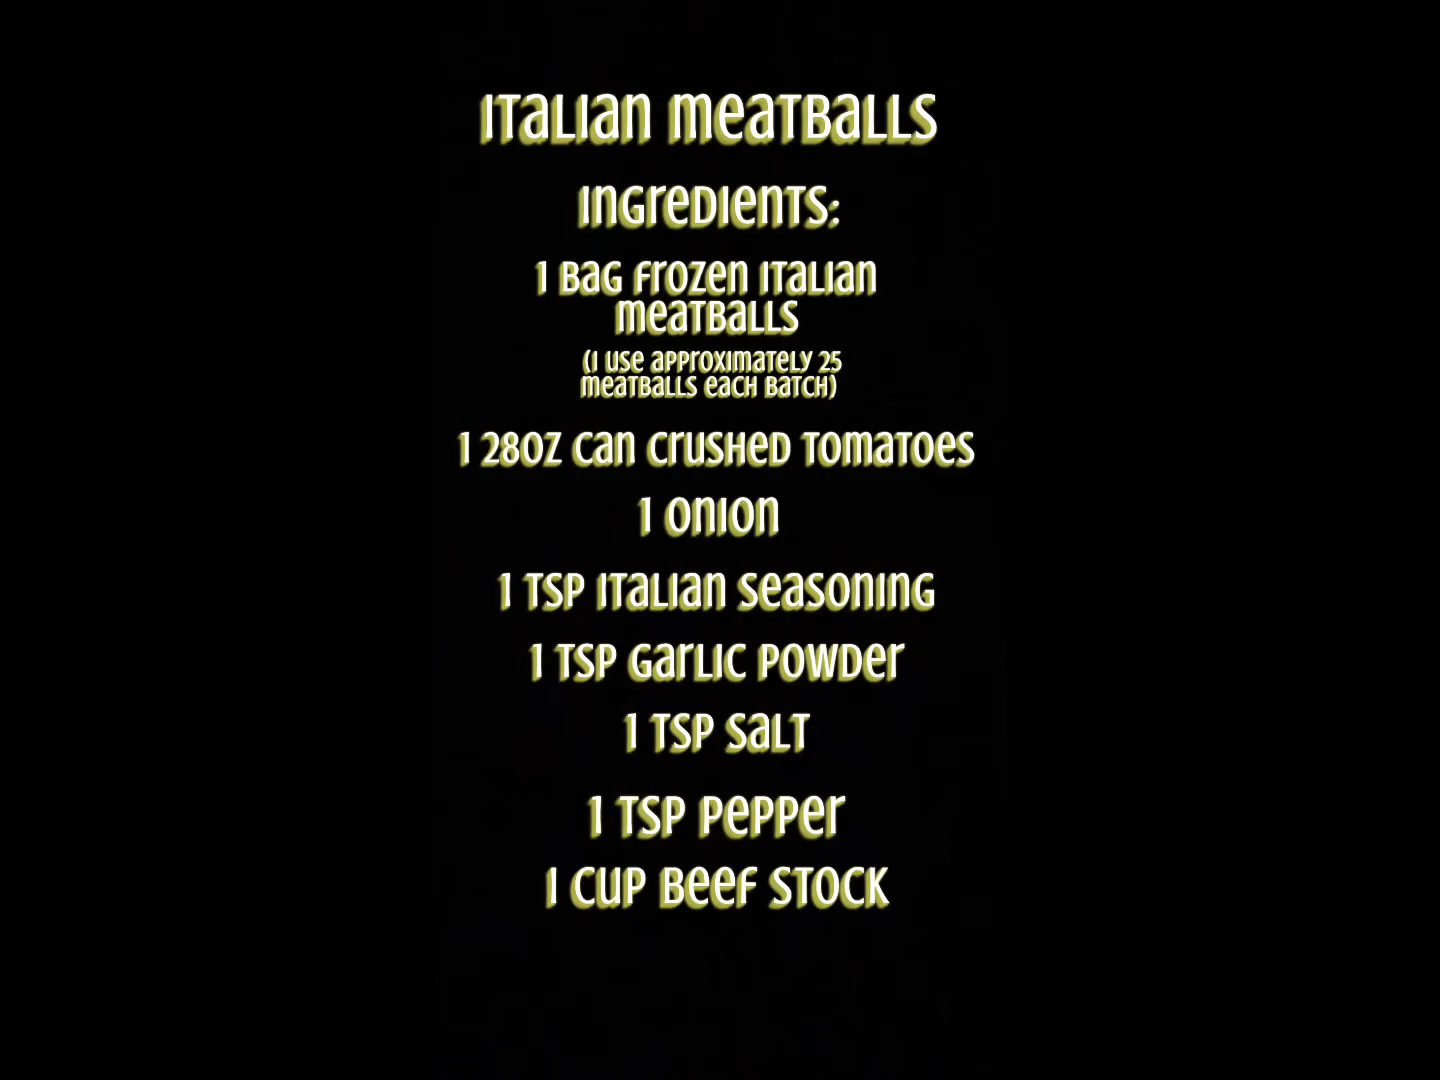 Italian Meatballs
Ingredients:
1 Bag Frozen Italian
Meatballs
(I use approximately 25
meatballs each batch)
1 28oz can crushed tomatoes
1 onion
1 tsp Italian seasoning
1 tsp garlic powder
1 tsp salt
1 tsp pepper
1 cup beef stock